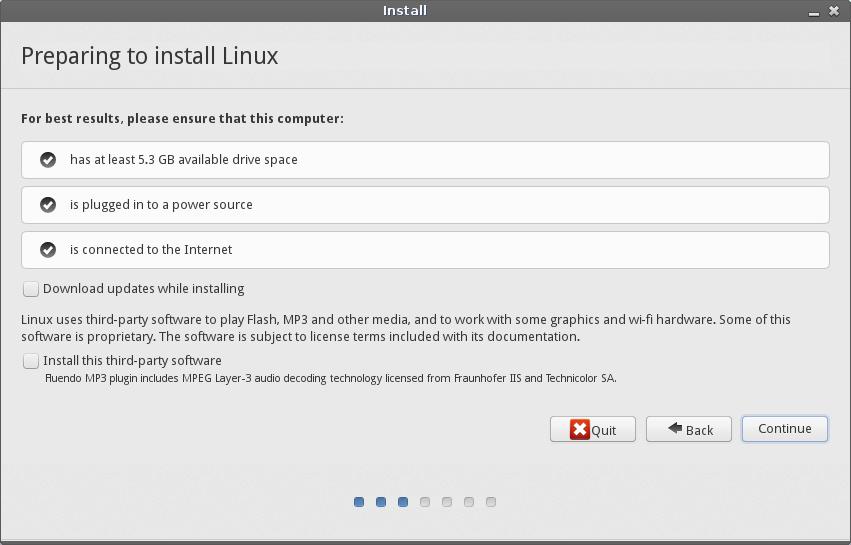 Install
Preparing to install Linux
For best results, please ensure that this computer:
has at least 5.3 GB available drive space
is plugged in to a power source
is connected to the Internet
Download updates while installing
Linux uses third-party software to play Flash, MP3 and other media, and to work with some graphics and wi-fi hardware. Some of this
software is proprietary. The software is subject to license terms included with its documentation.
Install this third-party software
Fluendo MP3 plugin includes MPEG Layer-3 audio decoding technology licensed from Fraunhofer IIS and Technicolor SA.
Quit Back Continue